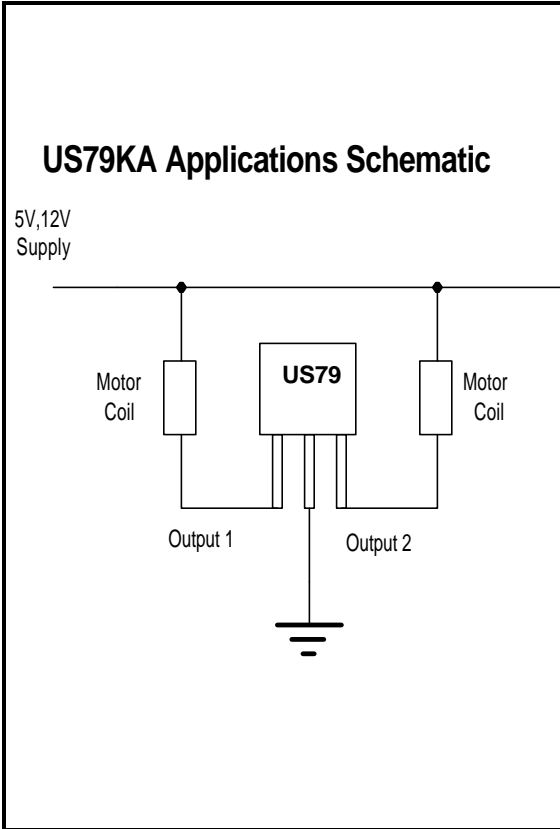 US79KA Applications Schematic
5V,12V
Supply
US79
Motor
Coil
Motor
Coil
Output 1
Output 2